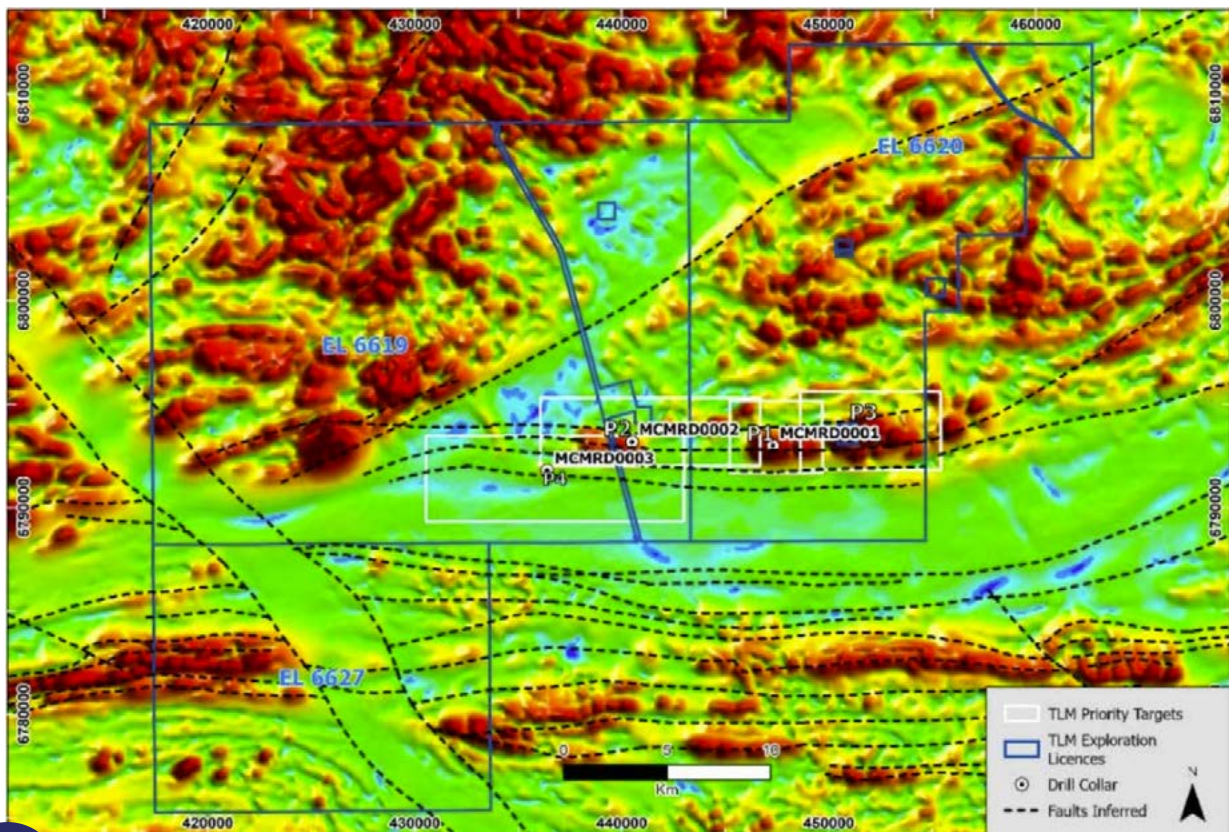 420000 430000 440000 450000 460000
6810000 6810000
EL 6620
6800000 6800000
EL 6619
P3
P2 MCMRD0002 P1 MCMRD0001
MCMRD0003
P4
6790000 6790000
EL 6627
6780000 6780000
0 5 10
Km
TLM Priority Targets
TLM Exploration
Licences
Drill Collar
Faults Inferred
N
420000 430000 440000 450000